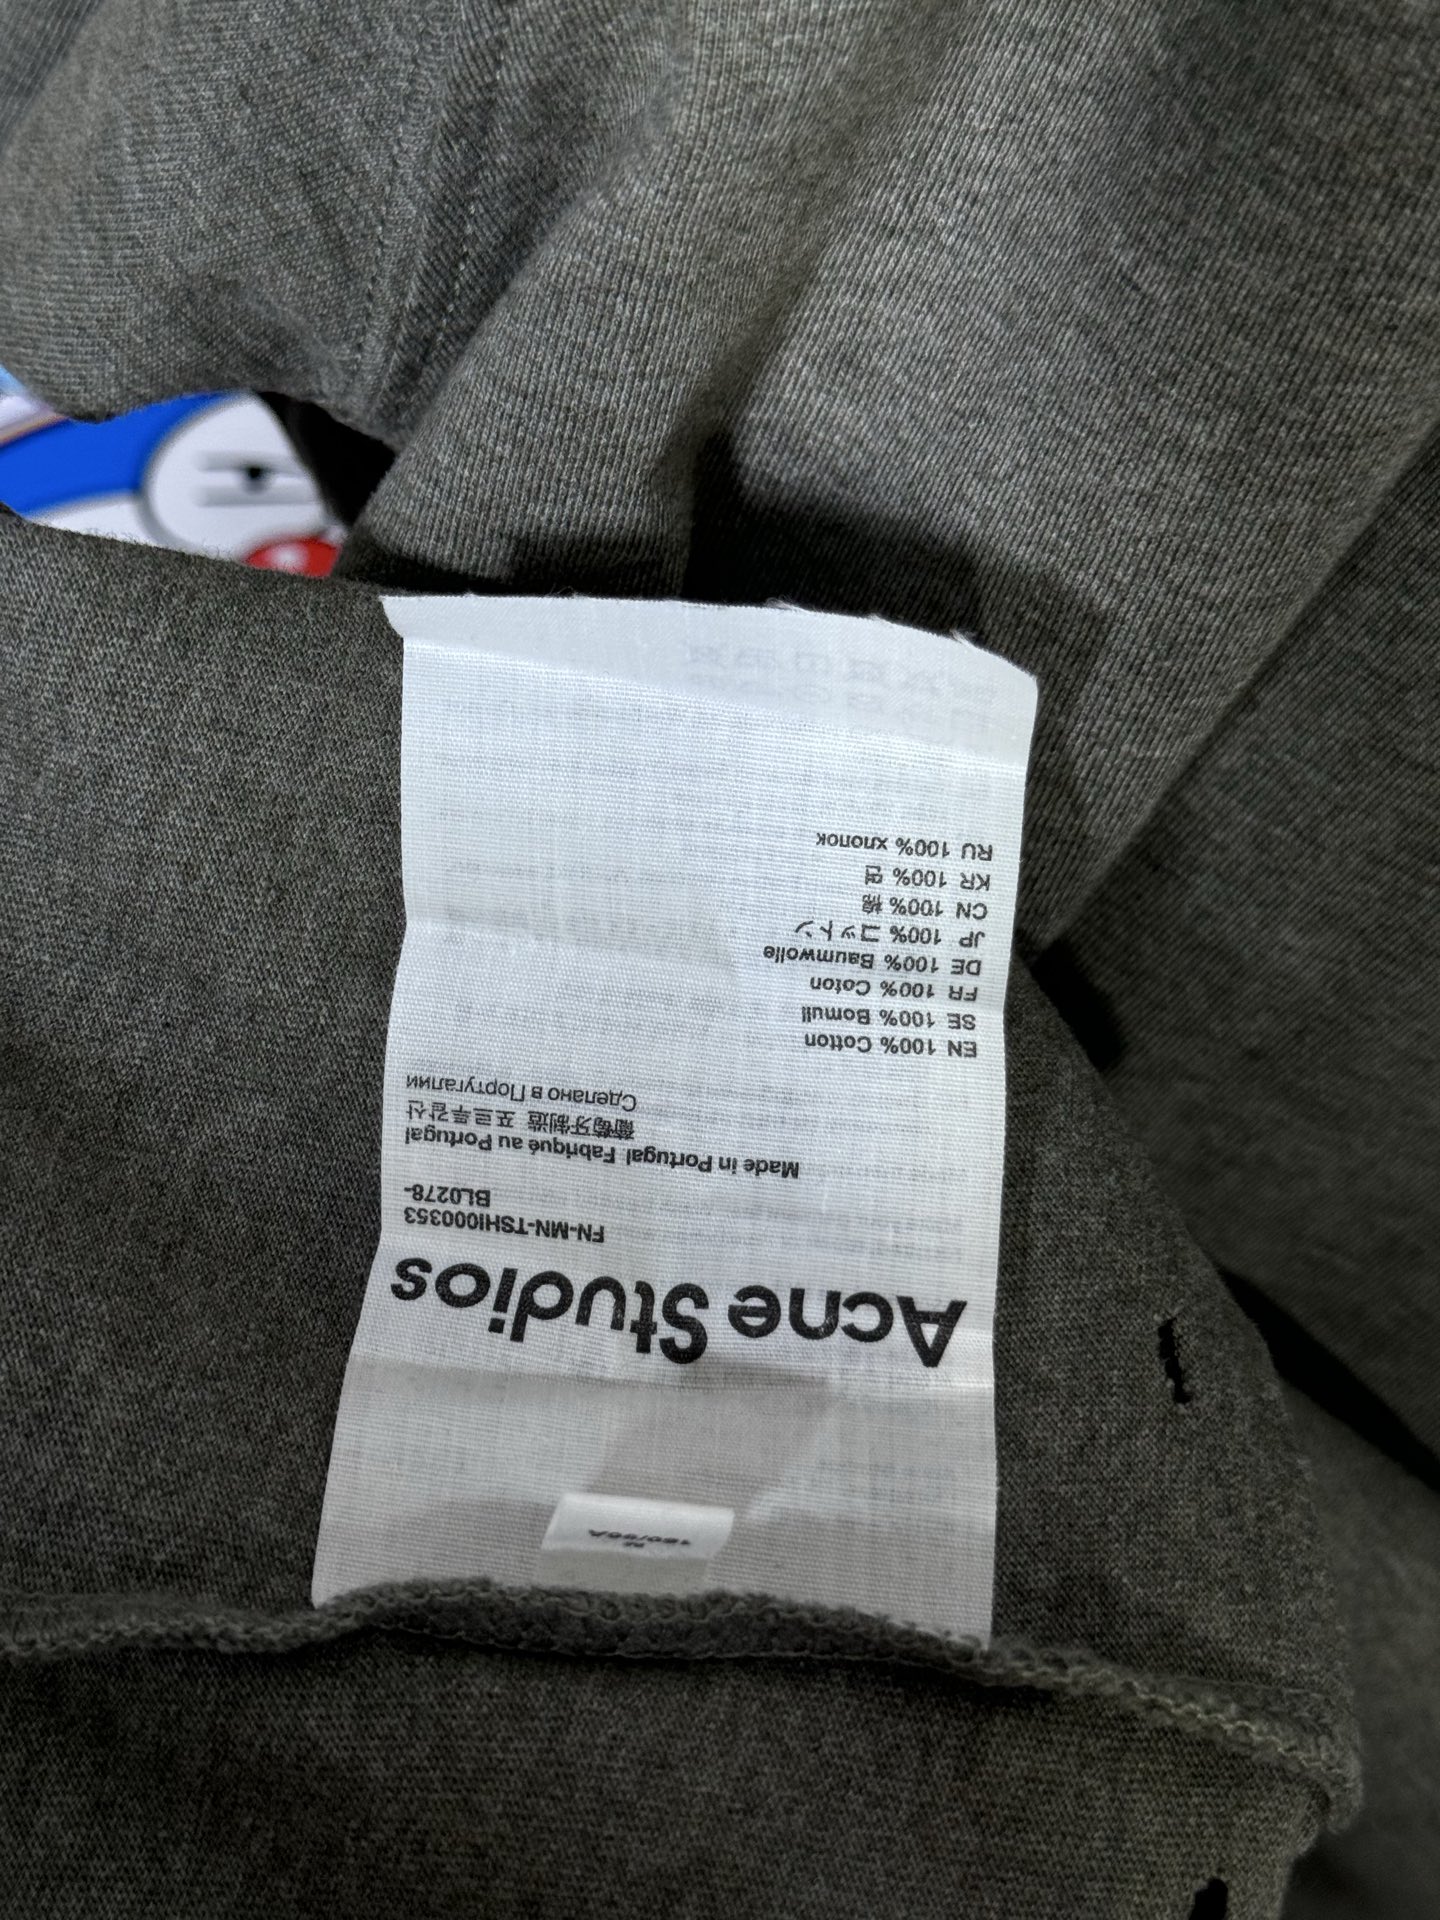 M
180/96A
Acne Studios
FN-MN-TSHI000353
BL0278-
Made in Portugal Fabriqué au Portugal
葡萄牙制造 포르투갈산
Сделано в Португалии
EN 100% Cotton
SE 100% Bomull
FR 100% Coton
DE 100% Baumwolle
JP 100% コットン
CN 100% 棉
KR 100% 면
RU 100% хлопок